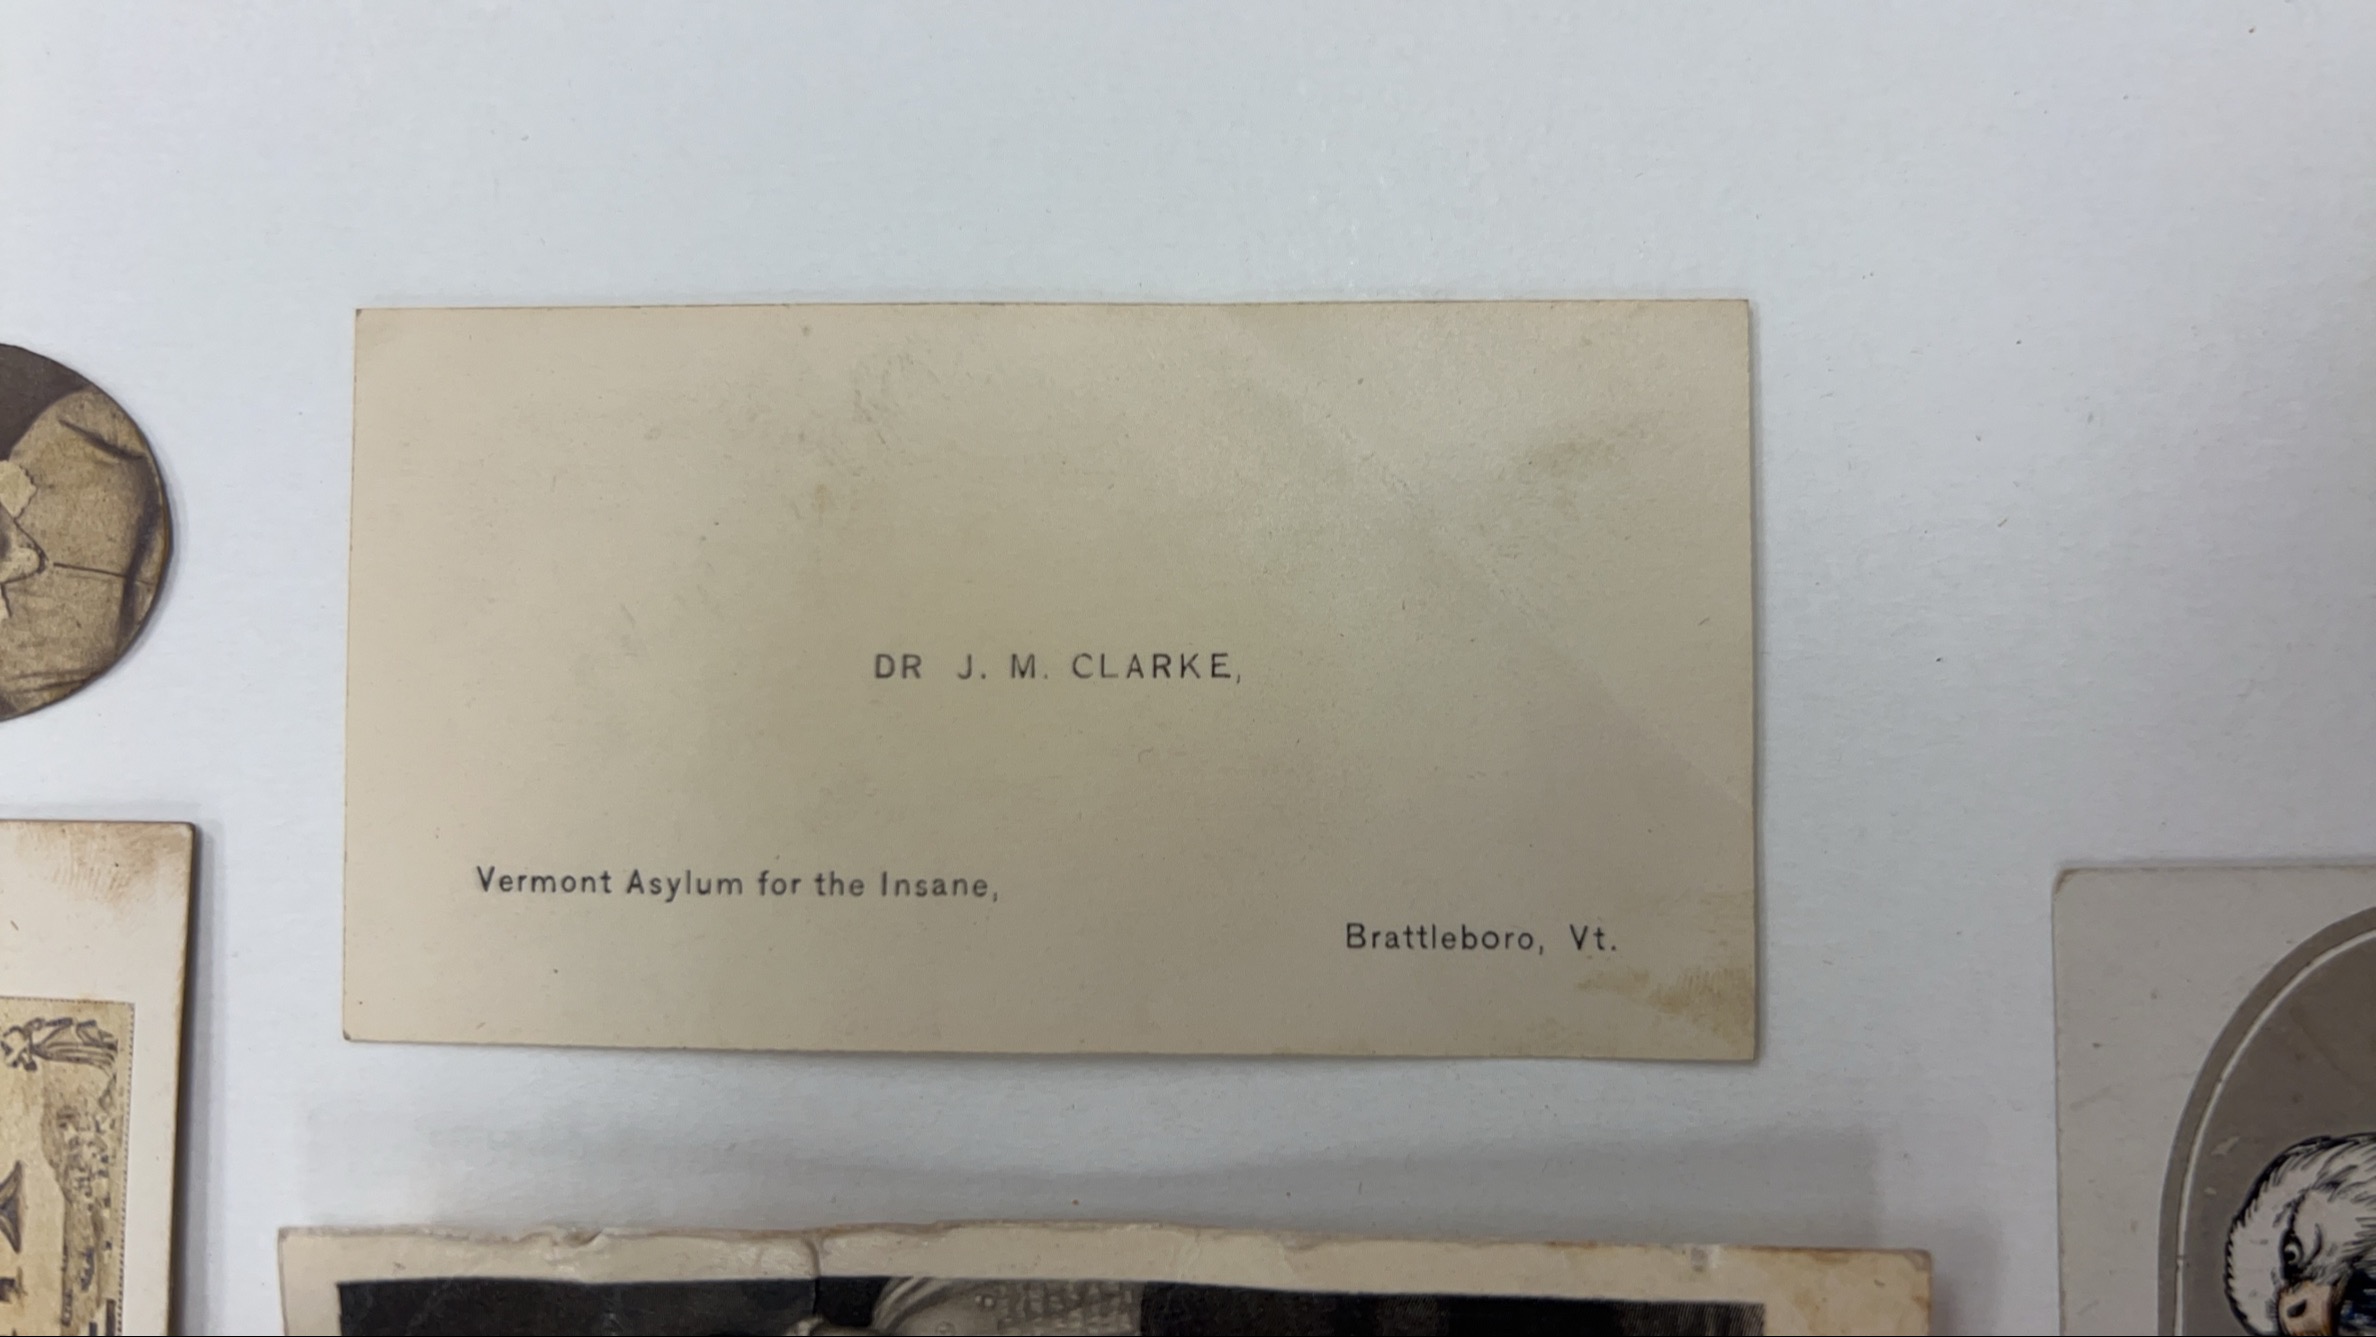 DR J. M. CLARKE,
Vermont Asylum for the Insane,
Brattleboro, Vt.